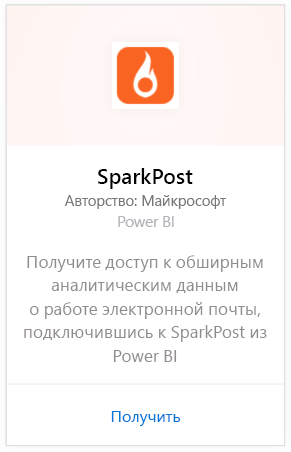 SparkPost
Авторство: Майкрософт
Power BI
Получите доступ к обширным
аналитическим данным
о работе электронной почты,
подключившись к SparkPost из
Power BI
Получить